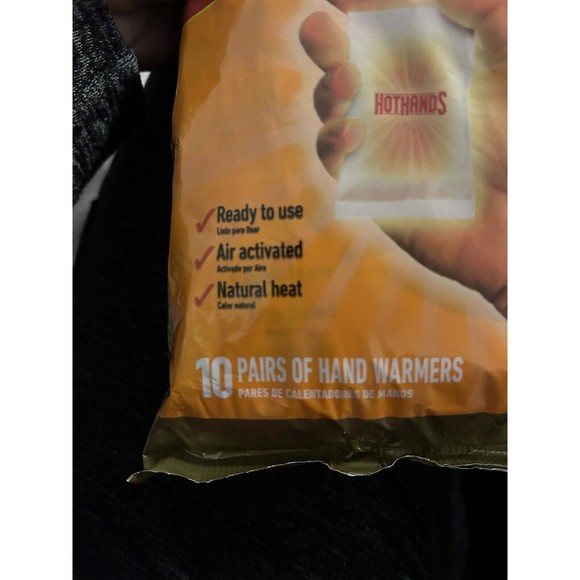 HOTHANDS
Ready to use
Listo para Usar
Air activated
Activado por Aire
Natural heat
Calor natural
10 PAIRS OF HAND WARMERS
PARES DE CALENTADORES DE MANOS